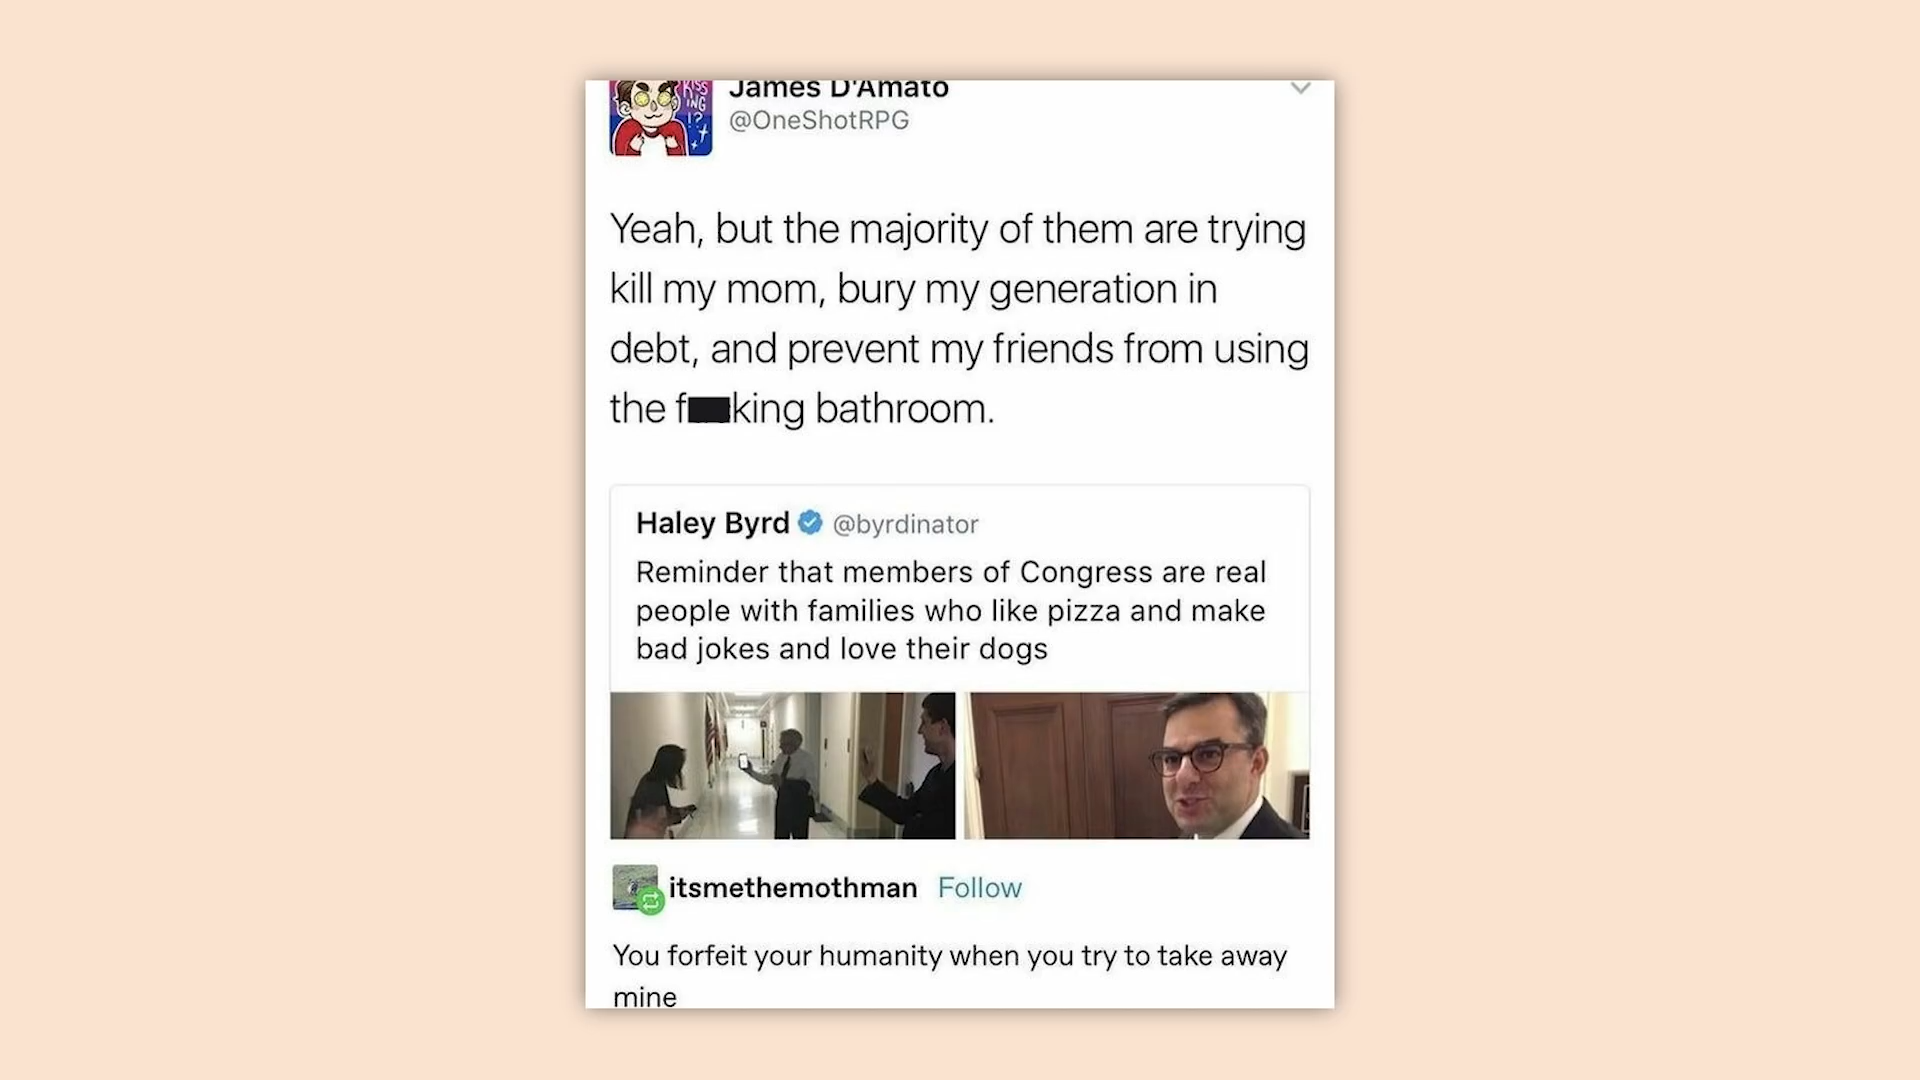 KISS
ING
!?
James D'Amato
@OneShotRPG
Yeah, but the majority of them are trying
kill my mom, bury my generation in
debt, and prevent my friends from using
the f██king bathroom.
Haley Byrd @byrdinator
Reminder that members of Congress are real
people with families who like pizza and make
bad jokes and love their dogs
itsmethemothman Follow
You forfeit your humanity when you try to take away
mine